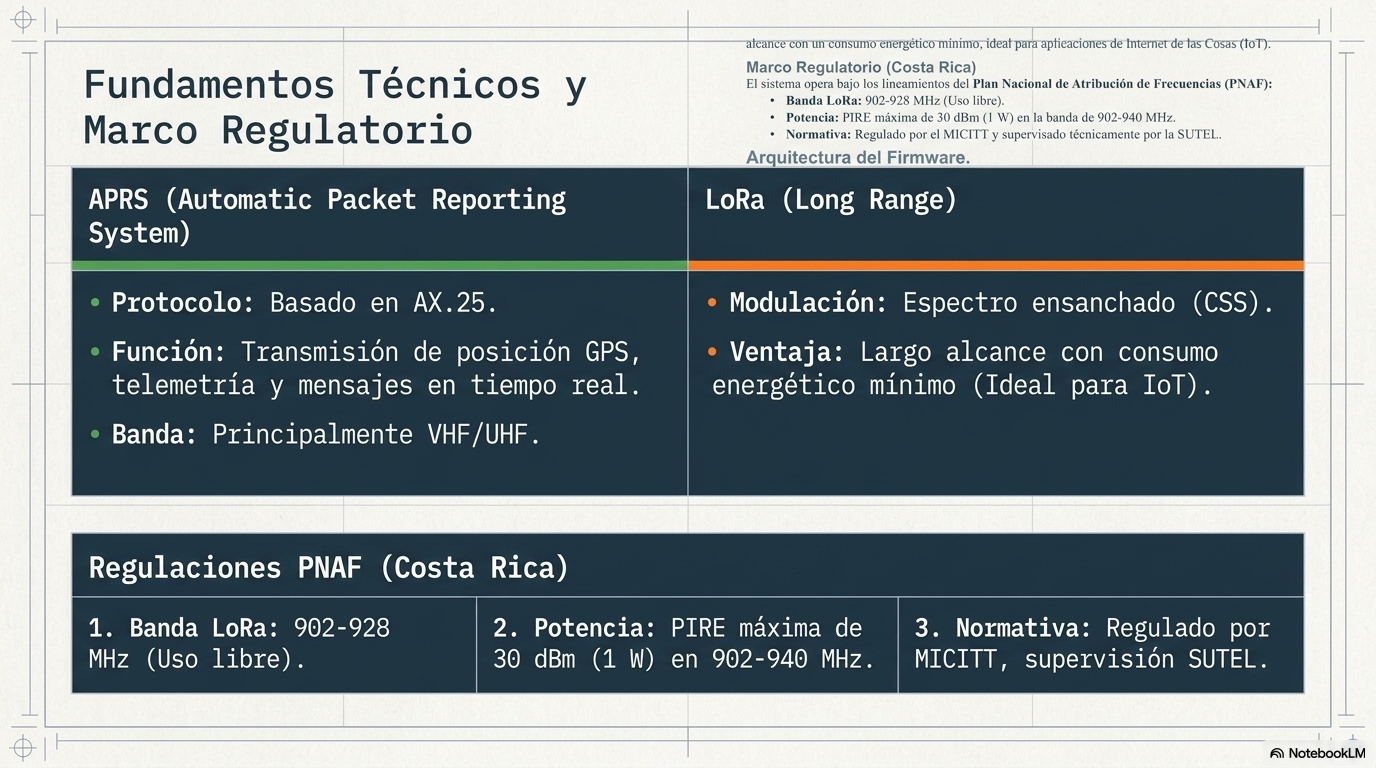 Fundamentos Técnicos y
Marco Regulatorio
alcance con un consumo energético mínimo, ideal para aplicaciones de Internet de las Cosas (IoT).
Marco Regulatorio (Costa Rica)
El sistema opera bajo los lineamientos del Plan Nacional de Atribución de Frecuencias (PNAF):
• Banda LoRa: 902-928 MHz (Uso libre).
• Potencia: PIRE máxima de 30 dBm (1 W) en la banda de 902-940 MHz.
• Normativa: Regulado por el MICITT y supervisado técnicamente por la SUTEL.
Arquitectura del Firmware.
APRS (Automatic Packet Reporting
System)
• Protocolo: Basado en AX.25.
• Función: Transmisión de posición GPS,
telemetría y mensajes en tiempo real.
• Banda: Principalmente VHF/UHF.
LoRa (Long Range)
• Modulación: Espectro ensanchado (CSS).
• Ventaja: Largo alcance con consumo
energético mínimo (Ideal para IoT).
Regulaciones PNAF (Costa Rica)
1. Banda LoRa: 902-928
MHz (Uso libre).
2. Potencia: PIRE máxima de
30 dBm (1 W) en 902-940 MHz.
3. Normativa: Regulado por
MICITT, supervisión SUTEL.
NotebookLM